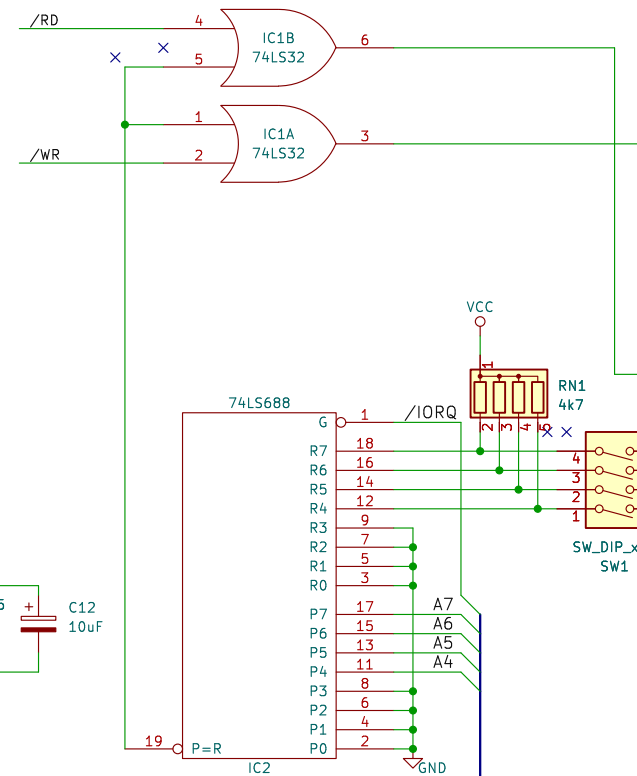 /RD
4
IC1B
74LS32
6
5
1
IC1A
74LS32
3
/WR
2
VCC
1
RN1
4k7
2 3 4 5
74LS688
G 1 /IORQ
R7 18
R6 16
R5 14
R4 12
R3 9
R2 7
R1 5
R0 3
4
3
2
1
SW_DIP_x
SW1
P7 17 A7
P6 15 A6
P5 13 A5
P4 11 A4
P3 8
P2 6
P1 4
P0 2
5
+
C12
10uF
19 P=R
IC2
GND